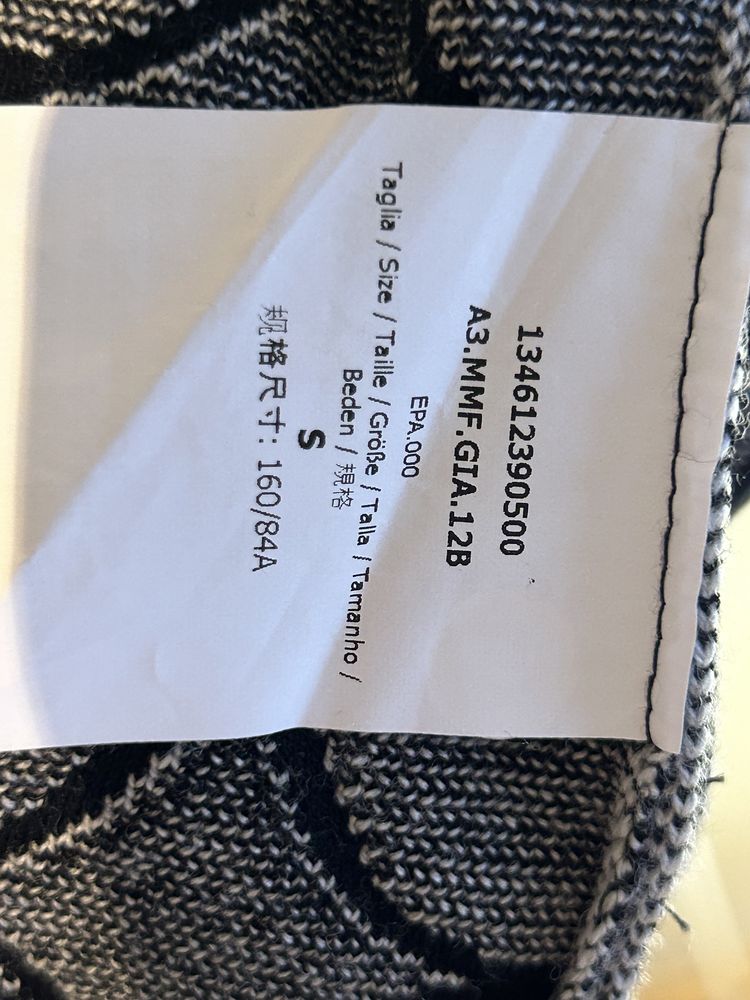 134612390500
A3.MMF.GIA.12B
EPA.000
Taglia / Size / Taille / Größe / Talla / Tamanho /
Beden / 規格
S
规格尺寸: 160/84A